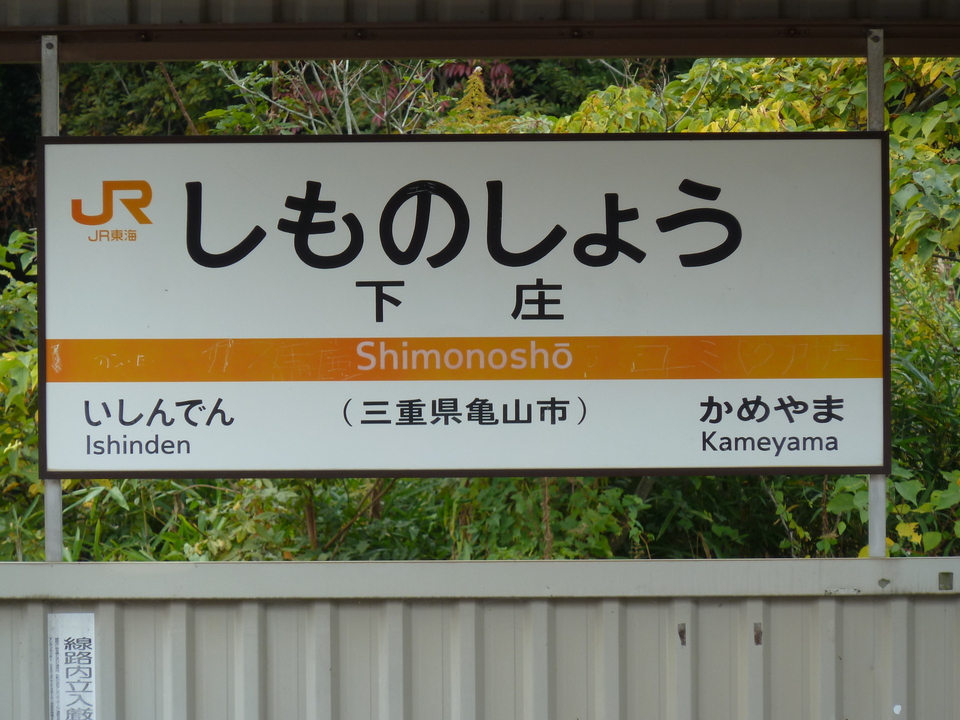 JR
JR東海
しものしょう
下 庄
Shimonoshō
いしんでん (三重県亀山市) かめやま
Ishinden Kameyama
線路内立入厳